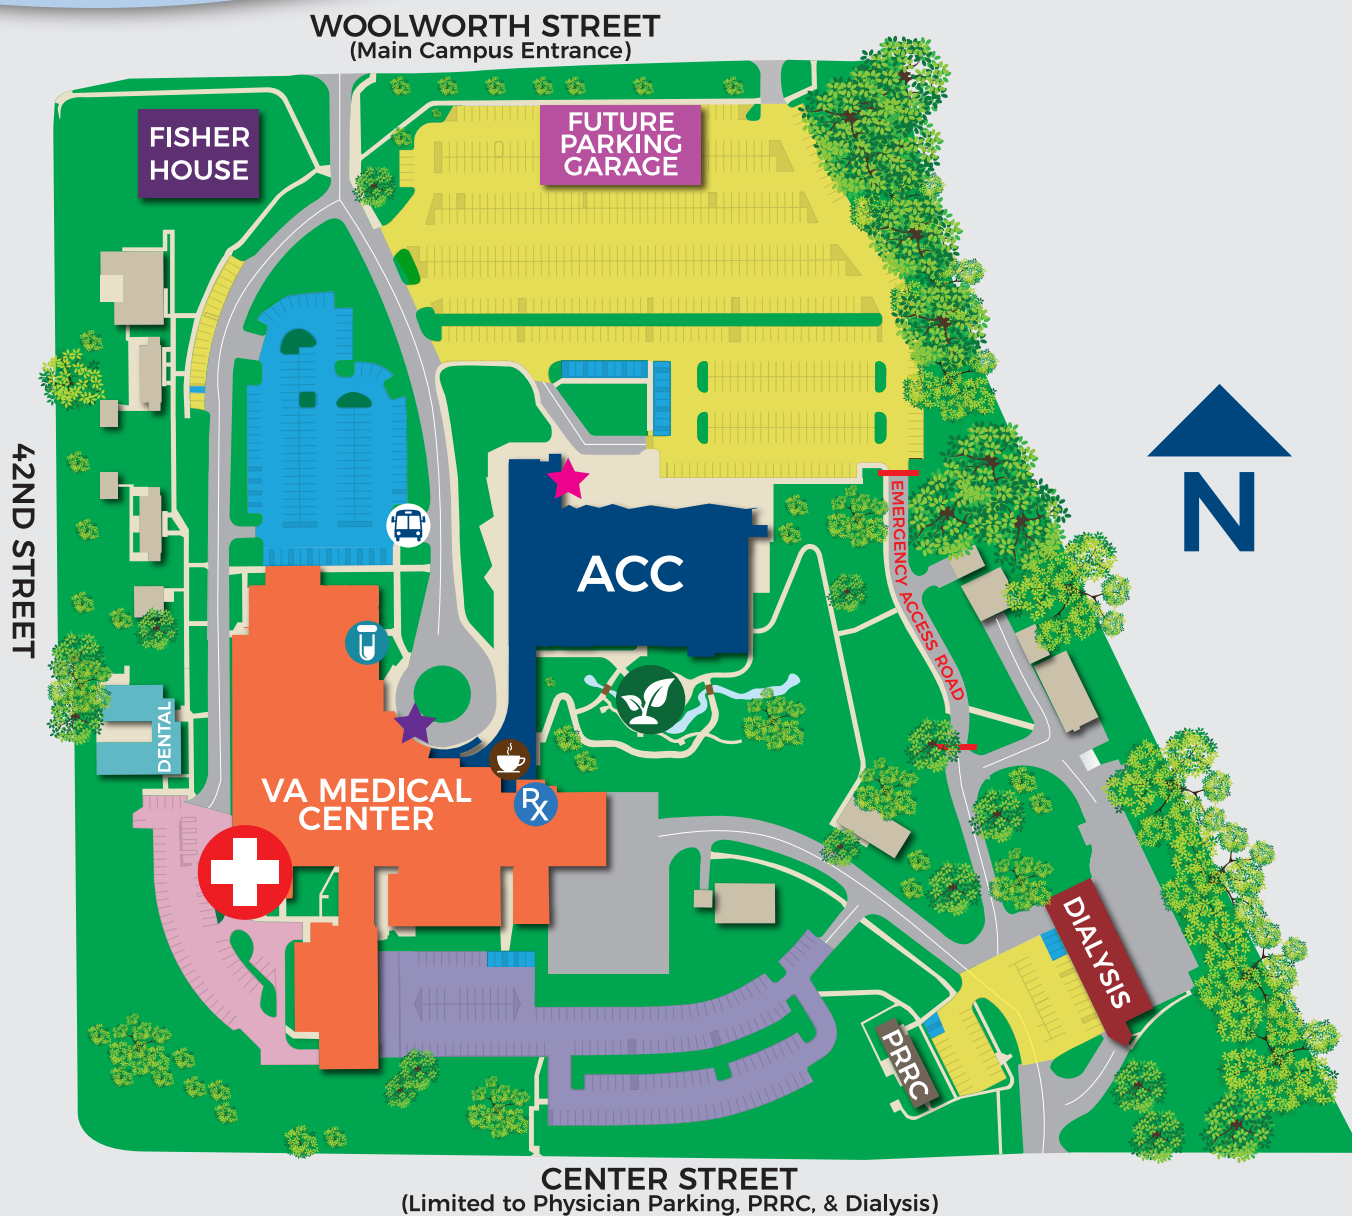 WOOLWORTH STREET
(Main Campus Entrance)
FISHER
HOUSE
FUTURE
PARKING
GARAGE
42ND STREET
N
EMERGENCY ACCESS ROAD
ACC
DENTAL
VA MEDICAL
CENTER
RX
DIALYSIS
PRRC
CENTER STREET
(Limited to Physician Parking, PRRC, & Dialysis)